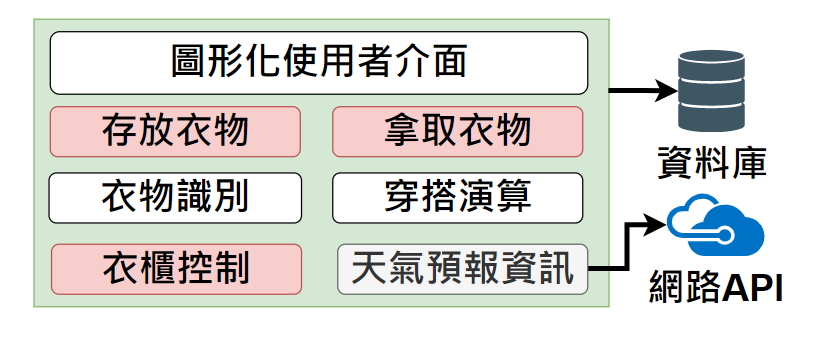 圖形化使用者介面
存放衣物
拿取衣物
衣物識別
穿搭演算
衣櫃控制
天氣預報資訊
資料庫
網路API